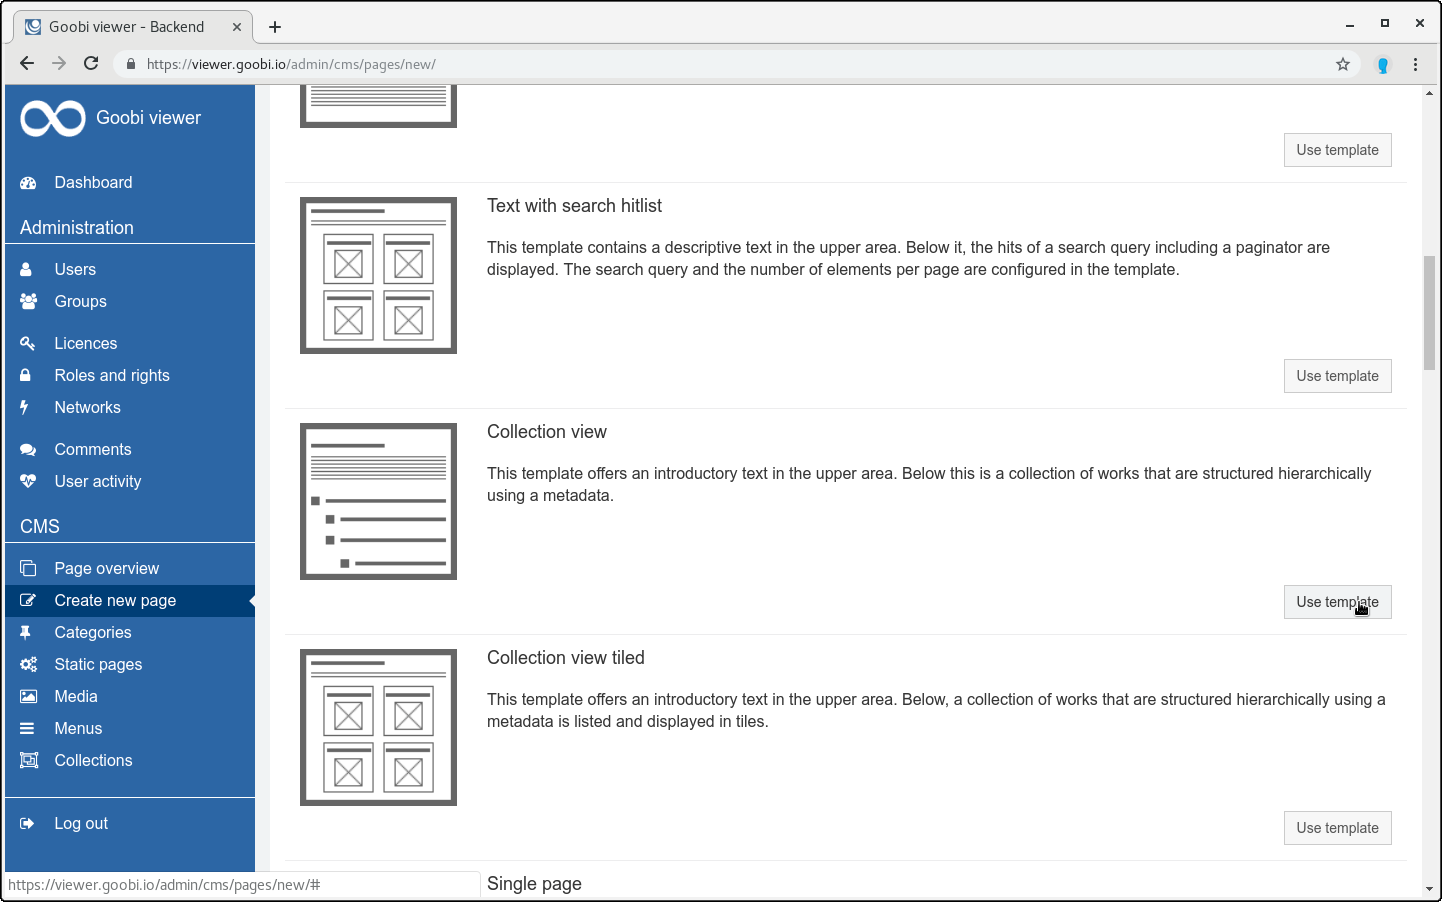 Goobi viewer - Backend
https://viewer.goobi.io/admin/cms/pages/new/
Goobi viewer
Dashboard
Administration
Users
Groups
Licences
Roles and rights
Networks
Comments
User activity
CMS
Page overview
Create new page
Categories
Static pages
Media
Menus
Collections
Log out
Use template
Text with search hitlist
This template contains a descriptive text in the upper area. Below it, the hits of a search query including a paginator are
displayed. The search query and the number of elements per page are configured in the template.
Use template
Collection view
This template offers an introductory text in the upper area. Below this is a collection of works that are structured hierarchically
using a metadata.
Use template
Collection view tiled
This template offers an introductory text in the upper area. Below, a collection of works that are structured hierarchically using a
metadata is listed and displayed in tiles.
Use template
Single page
https://viewer.goobi.io/admin/cms/pages/new/#